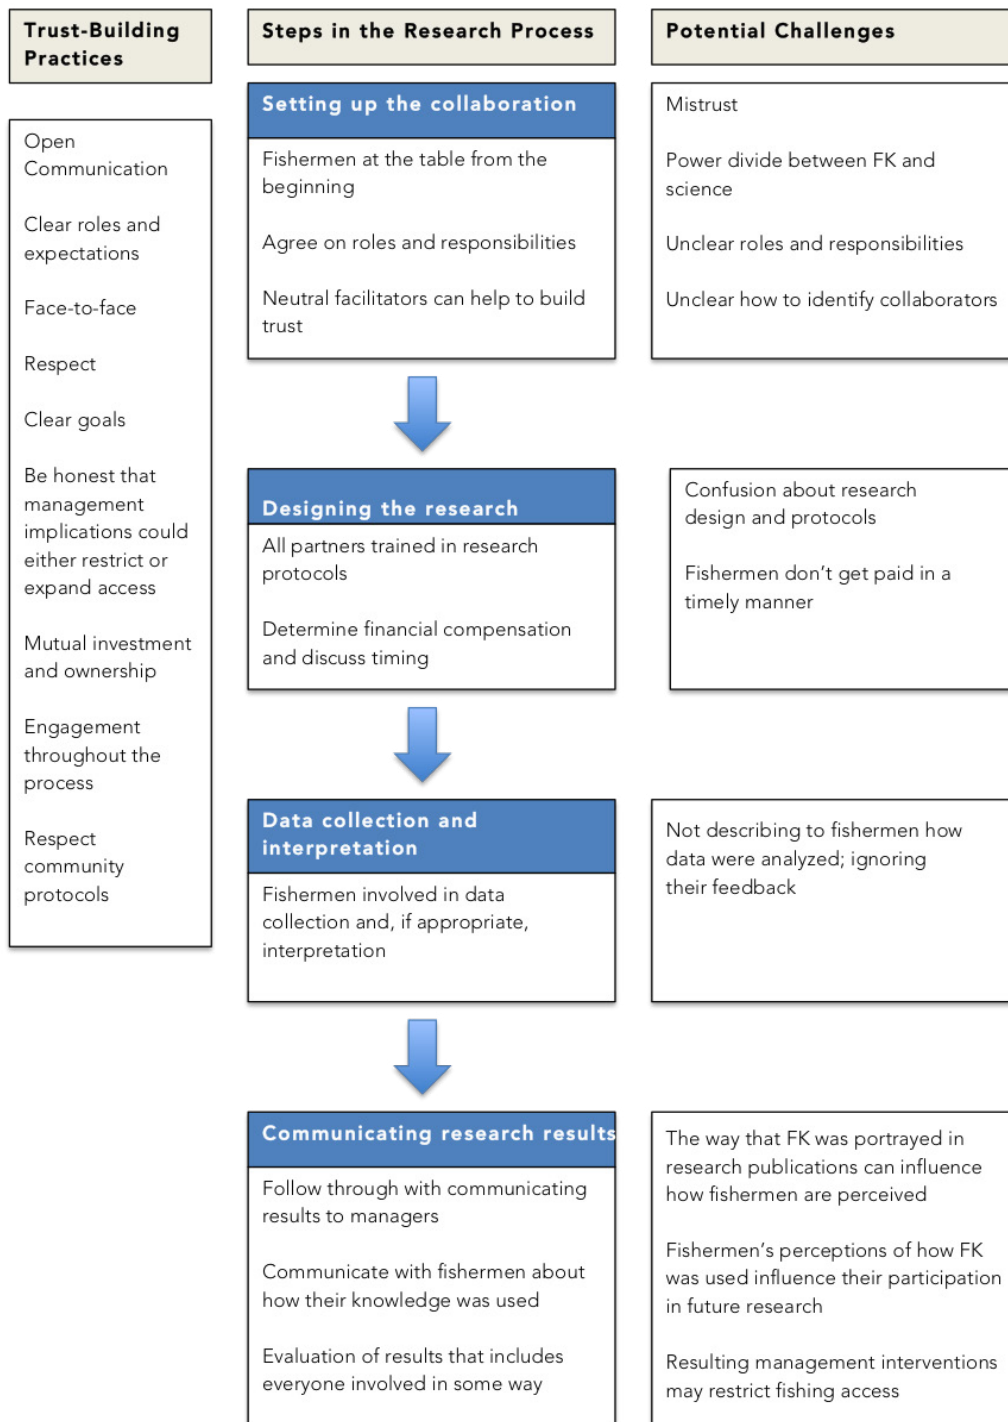 Trust-Building
Practices
Open
Communication
Clear roles and
expectations
Face-to-face
Respect
Clear goals
Be honest that
management
implications could
either restrict or
expand access
Mutual investment
and ownership
Engagement
throughout the
process
Respect
community
protocols
Steps in the Research Process
Setting up the collaboration
Fishermen at the table from the
beginning
Agree on roles and responsibilities
Neutral facilitators can help to build
trust
Designing the research
All partners trained in research
protocols
Determine financial compensation
and discuss timing
Data collection and
interpretation
Fishermen involved in data
collection and, if appropriate,
interpretation
Communicating research results
Follow through with communicating
results to managers
Communicate with fishermen about
how their knowledge was used
Evaluation of results that includes
everyone involved in some way
Potential Challenges
Mistrust
Power divide between FK and
science
Unclear roles and responsibilities
Unclear how to identify collaborators
Confusion about research
design and protocols
Fishermen don’t get paid in a
timely manner
Not describing to fishermen how
data were analyzed; ignoring
their feedback
The way that FK was portrayed in
research publications can influence
how fishermen are perceived
Fishermen’s perceptions of how FK
was used influence their participation
in future research
Resulting management interventions
may restrict fishing access